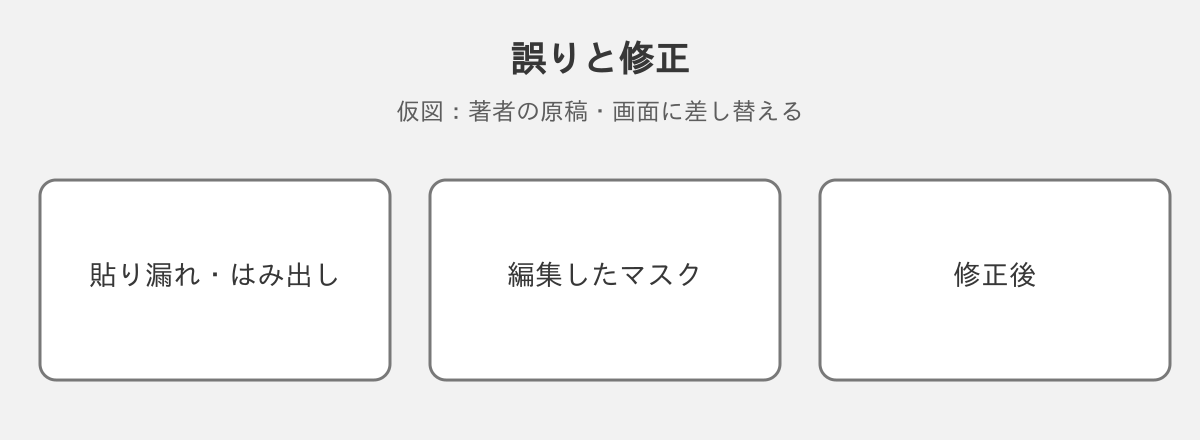 誤りと修正
仮図：著者の原稿・画面に差し替える
貼り漏れ・はみ出し
編集したマスク
修正後